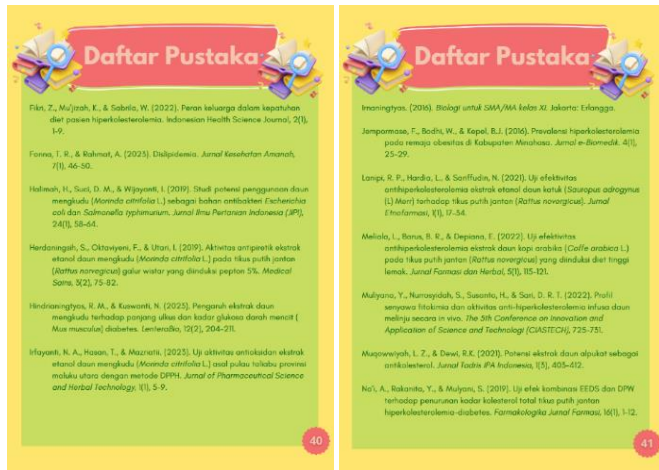 Daftar Pustaka
Fikri, Z., Mu'jizah, K., & Sabrila, W. (2022). Peran keluarga dalam kepatuhan
diet pasien hiperkolesterolemia. Indonesian Health Science Journal, 2(1),
1-9.
Fanna, T. R., & Rahmat, A. (2023). Dislipidemia. Jurnal Kesehatan Amanah,
7(1), 46-50.
Halimah, H., Suci, D. M., & Wijayanti, I. (2019). Studi potensi penggunaan daun
mengkudu (Morinda citrifolia L.) sebagai bahan antibakteri Escherichia
coli dan Salmonella typhimurium. Jurnal Ilmu Pertanian Indonesia (JIPI),
24(1), 58-64.
Herdaningsih, S., Oktaviyeni, F., & Utari, I. (2019). Aktivitas antipiretik ekstrak
etanol daun mengkudu (Morinda citrifolia L.) pada tikus putih jantan
(Rattus norvegicus) galur wistar yang diinduksi pepton 5%. Medical
Sains, 3(2), 75-82.
Hindrianingtyas, R. M., & Kuswanti, N. (2023). Pengaruh ekstrak daun
mengkudu terhadap panjang ulkus dan kadar glukosa darah mencit (
Mus musculus) diabetes. LenteraBio, 12(2), 204-211.
Irfayanti, N. A., Hasan, T., & Mazriatii. (2023). Uji aktivitas antioksidan ekstrak
etanol daun mengkudu (Morinda citrifolia L.) asal pulau taliabu provinsi
maluku utara dengan metode DPPH. Journal of Pharmaceutical Science
and Herbal Technology, 1(1), 5-9.
40
Daftar Pustaka
Imaningtyas. (2016). Biologi untuk SMA/MA kelas XI. Jakarta: Erlangga.
Jampormase, F., Bodhi, W., & Kepel, B.J. (2016). Prevalensi hiperkolesterolemia
pada remaja obesitas di Kabupaten Minahasa. Jurnal e-Biomedik. 4(1),
25-29.
Lanipi, R. P., Hardia, L., & Sariffudin, N. (2021). Uji efektivitas
antihiperkolesterolemia ekstrak etanol daun katuk (Sauropus adrogynus
(L) Merr) terhadap tikus putih jantan (Rattus novergicus). Jurnal
Etnofarmasi, 1(1), 17-34.
Meliala, L., Barus, B. R., & Depiana, E. (2022). Uji efektivitas
antihiperkolesterolemia ekstrak daun kopi arabika (Coffe arabica L.)
pada tikus putih jantan (Rattus novergicus) yang diinduksi diet tinggi
lemak. Jurnal Farmasi dan Herbal, 5(1), 115-121.
Muliyana, Y., Nurrosyidah, S., Susanto, H., & Sari, D. R. T. (2022). Profil
senyawa fitokimia dan aktivitas anti-hiperkolesterolemia infusa daun
melinjo secara in vivo. The 5th Conference on Innovation and
Application of Science and Technologi (CIASTECH), 725-731.
Muqowwiyah, L. Z., & Dewi, R.K. (2021). Potensi ekstrak daun alpukat sebagai
antikolesterol. Jurnal Tadris IPA Indonesia, 1(3), 403-412.
Na'i, A., Rakanita, Y., & Mulyani, S. (2019). Uji efek kombinasi EEDS dan DPW
terhadap penurunan kadar kolesterol total tikus putih jantan
hiperkolesterolemia-diabetes. Farmakologika Jurnal Farmasi, 16(1), 1-12.
41